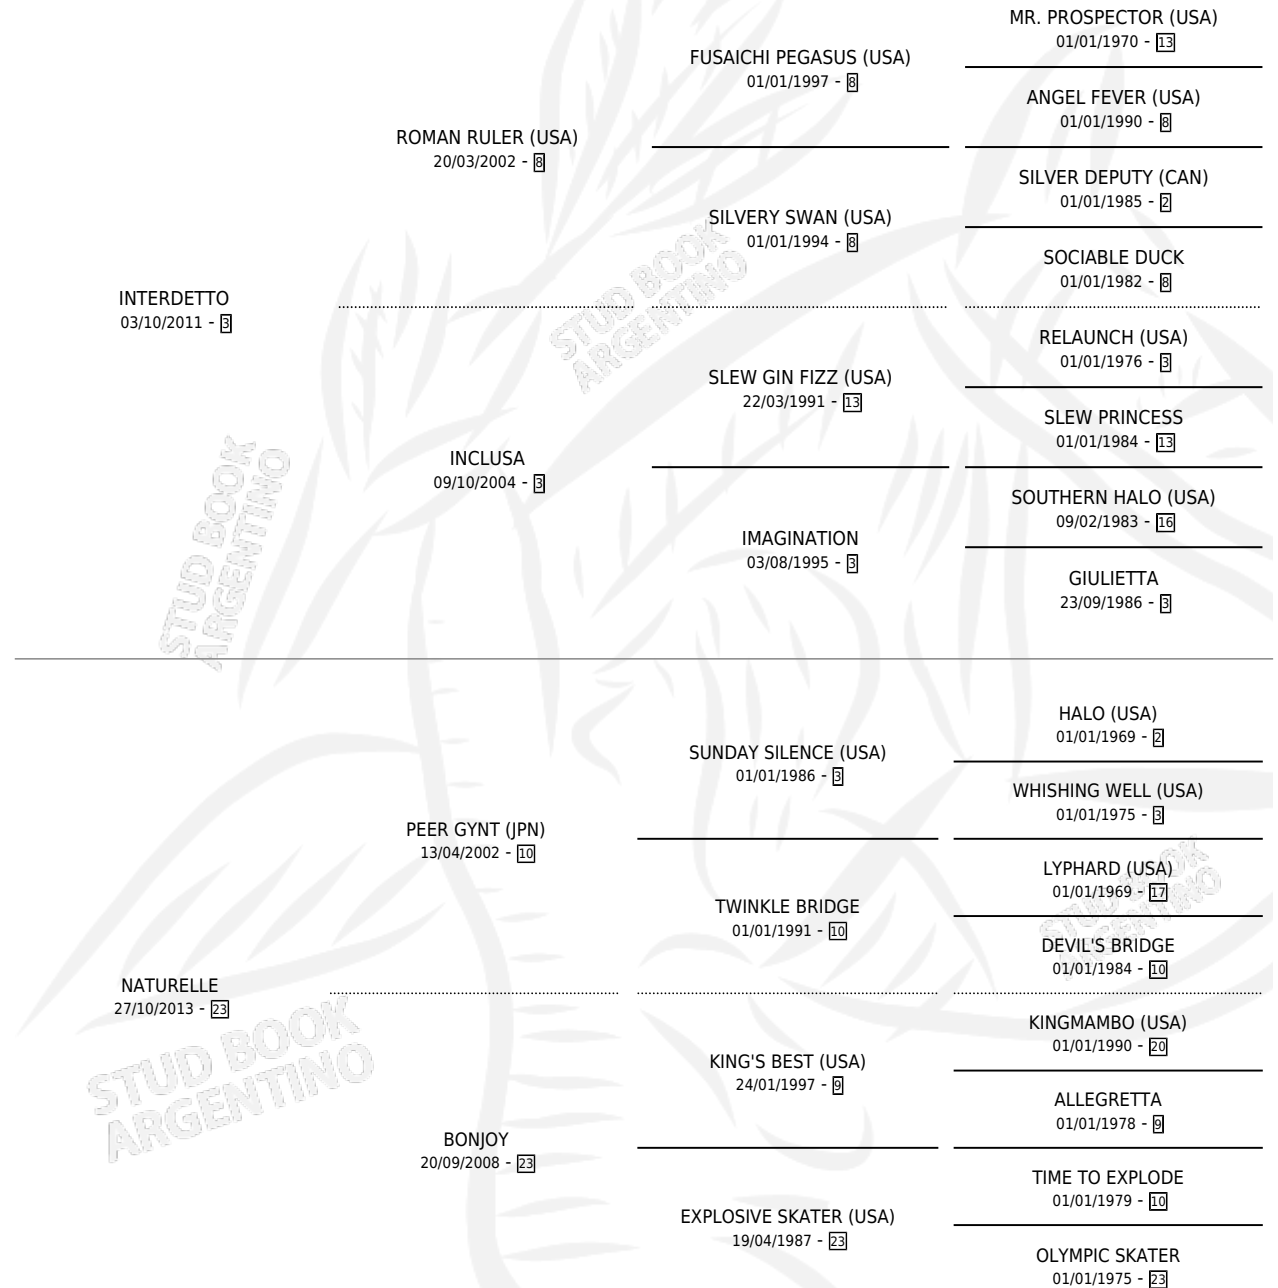 MR. PROSPECTOR (USA)
01/01/1970 - 13
FUSAICHI PEGASUS (USA)
01/01/1997 - 8
ANGEL FEVER (USA)
01/01/1990 - 8
ROMAN RULER (USA)
20/03/2002 - 8
SILVER DEPUTY (CAN)
01/01/1985 - 2
SILVERY SWAN (USA)
01/01/1994 - 8
SOCIABLE DUCK
01/01/1982 - 8
INTERDETTO
03/10/2011 - 3
RELAUNCH (USA)
01/01/1976 - 3
SLEW GIN FIZZ (USA)
22/03/1991 - 13
SLEW PRINCESS
01/01/1984 - 13
INCLUSA
09/10/2004 - 3
SOUTHERN HALO (USA)
09/02/1983 - 16
IMAGINATION
03/08/1995 - 3
GIULIETTA
23/09/1986 - 3
HALO (USA)
01/01/1969 - 2
SUNDAY SILENCE (USA)
01/01/1986 - 3
WHISHING WELL (USA)
01/01/1975 - 3
PEER GYNT (JPN)
13/04/2002 - 10
LYPHARD (USA)
01/01/1969 - 17
TWINKLE BRIDGE
01/01/1991 - 10
DEVIL'S BRIDGE
01/01/1984 - 10
NATURELLE
27/10/2013 - 23
KINGMAMBO (USA)
01/01/1990 - 20
KING'S BEST (USA)
24/01/1997 - 9
ALLEGRETTA
01/01/1978 - 9
BONJOY
20/09/2008 - 23
TIME TO EXPLODE
01/01/1979 - 10
EXPLOSIVE SKATER (USA)
19/04/1987 - 23
OLYMPIC SKATER
01/01/1975 - 23
STUD BOOK
ARGENTINO
STUD BOOK
ARGENTINO
STUD BOOK
ARGENTINO
STUD BOOK
ARGENTINO